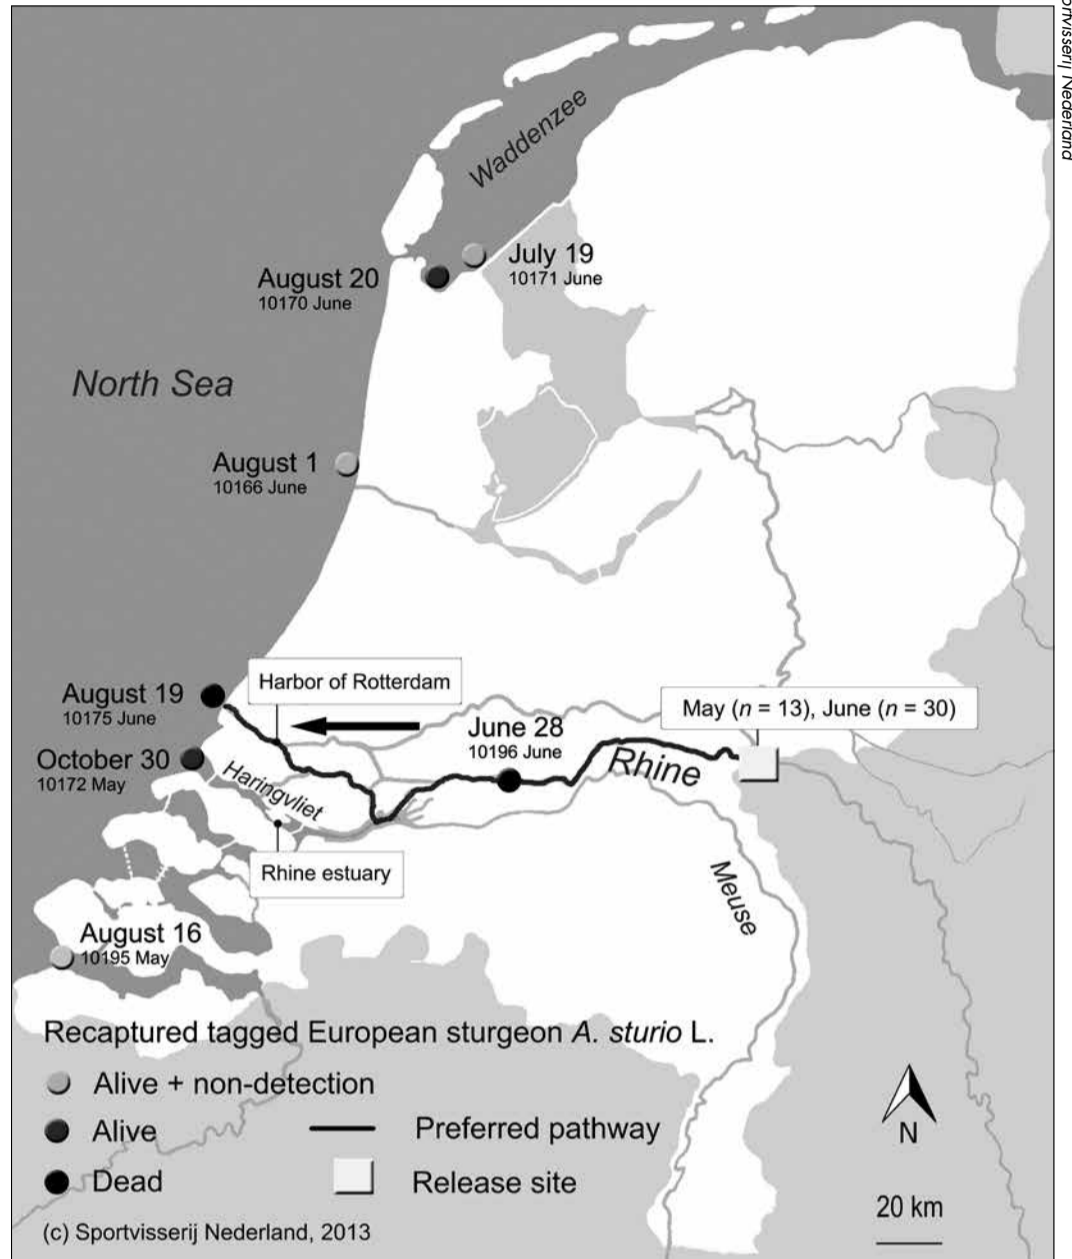 Waddenzee
July 19
10171 June
August 20
10170 June
North Sea
August 1
10166 June
Harbor of Rotterdam
August 19
10175 June
May (n = 13), June (n = 30)
June 28
10196 June
Rhine
October 30
10172 May
Haringvliet
Rhine estuary
Meuse
August 16
10195 May
Recaptured tagged European sturgeon A. sturio L.
Alive + non-detection
Alive
Preferred pathway
Dead
Release site
N
20 km
(c) Sportvisserij Nederland, 2013
Nederland